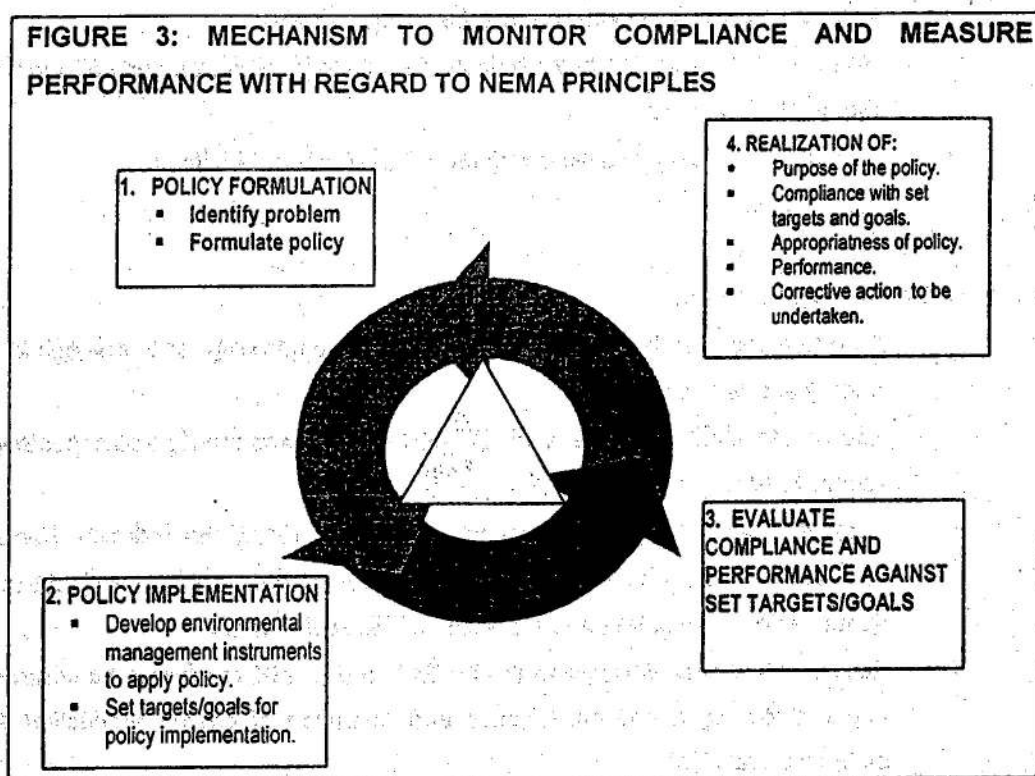 FIGURE 3: MECHANISM TO MONITOR COMPLIANCE AND MEASURE
PERFORMANCE WITH REGARD TO NEMA PRINCIPLES
1. POLICY FORMULATION
▪ Identify problem
▪ Formulate policy
4. REALIZATION OF:
• Purpose of the policy.
▪ Compliance with set
targets and goals.
▪ Appropriatness of policy.
▪ Performance.
▪ Corrective action to be
undertaken.
2. POLICY IMPLEMENTATION
▪ Develop environmental
management instruments
to apply policy.
▪ Set targets/goals for
policy implementation.
3. EVALUATE
COMPLIANCE AND
PERFORMANCE AGAINST
SET TARGETS/GOALS